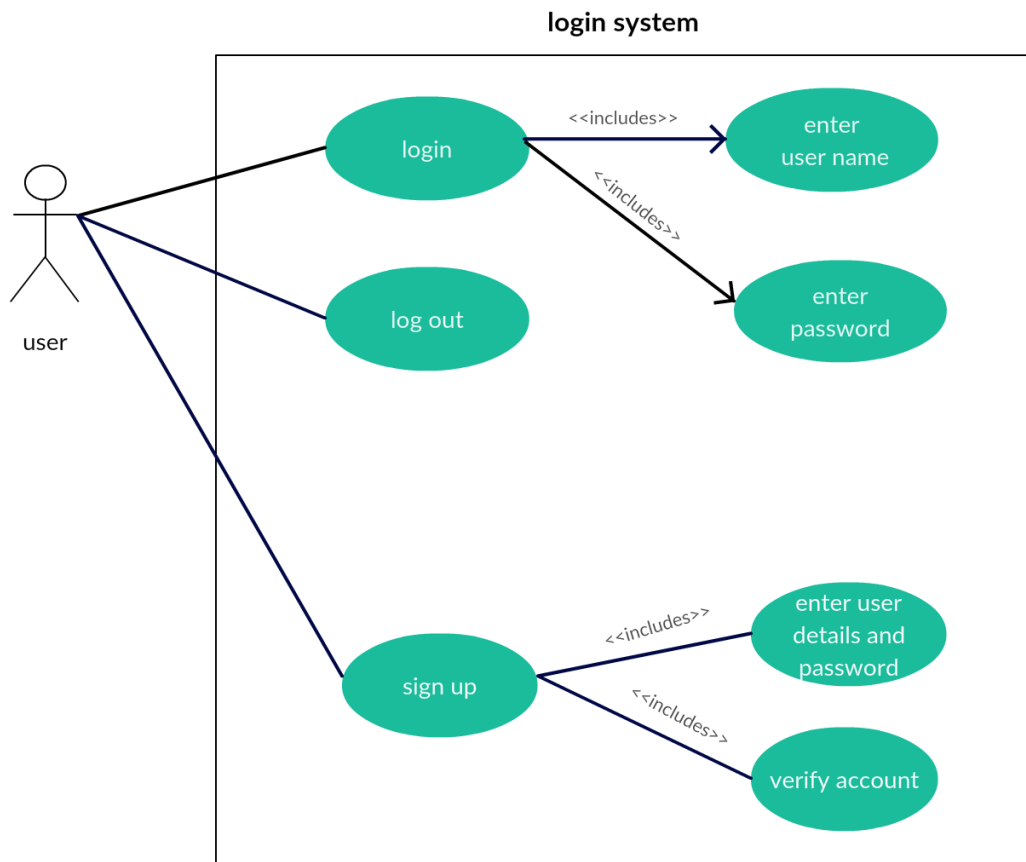 login system
login
<<includes>>
enter
user name
<<includes>>
user
log out
enter
password
sign up
<<includes>>
enter user
details and
password
<<includes>>
verify account